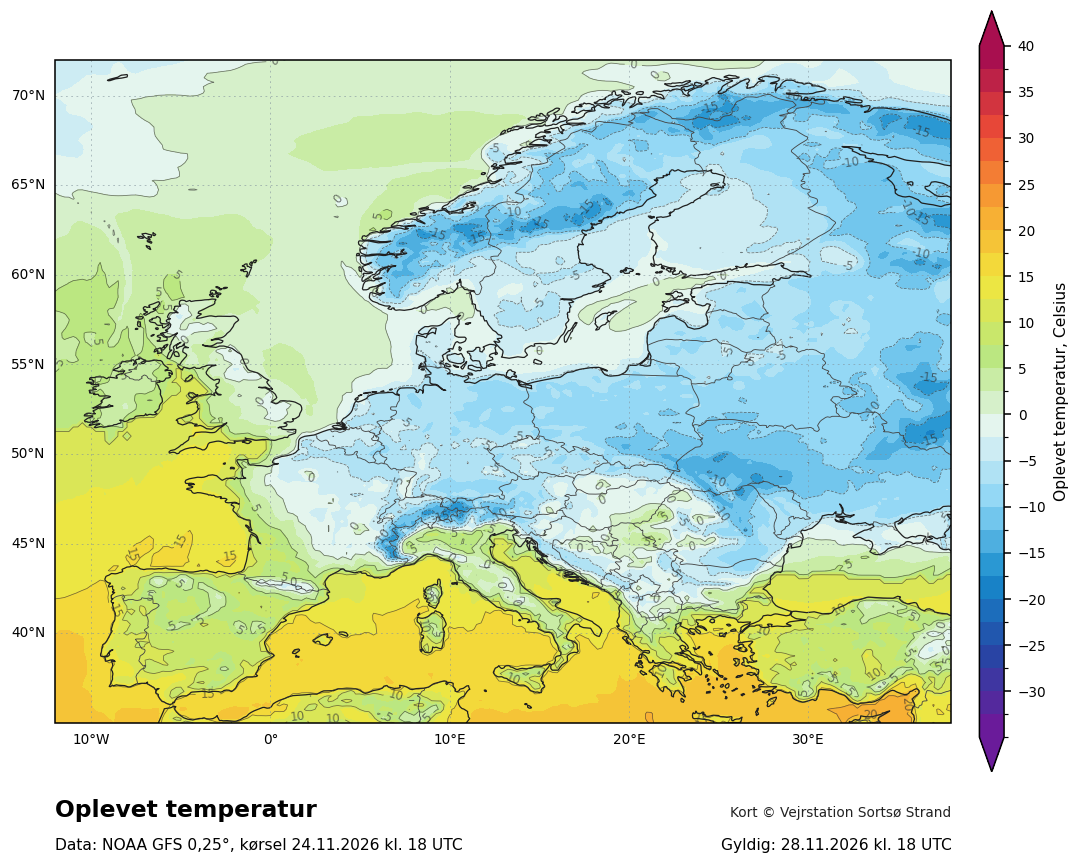 40
35
30
25
20
15
10
5
0
−5
−10
−15
−20
−25
−30
Oplevet temperatur, Celsius
70°N
65°N
60°N
55°N
50°N
45°N
40°N
10°W
0°
10°E
20°E
30°E
Oplevet temperatur
Kort © Vejrstation Sortsø Strand
Data: NOAA GFS 0,25°, kørsel 24.11.2026 kl. 18 UTC
Gyldig: 28.11.2026 kl. 18 UTC